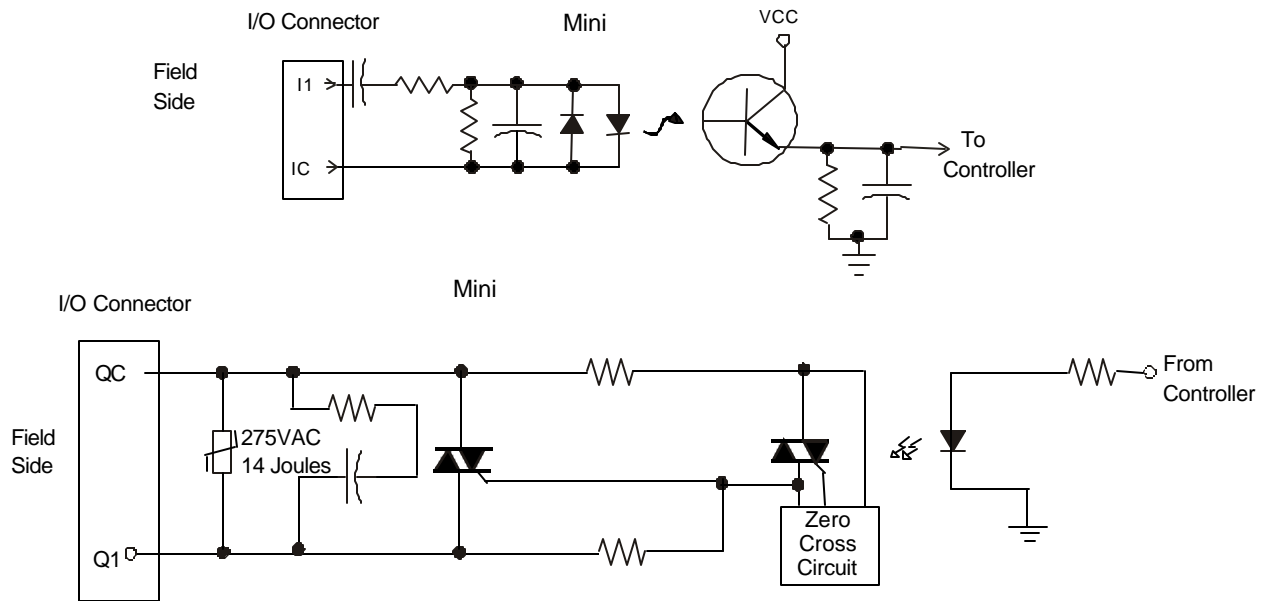 I/O Connector
Mini
VCC
Field
Side
I1
IC
To
Controller
I/O Connector
Mini
QC
From
Controller
Field
Side
275VAC
14 Joules
Zero
Cross
Circuit
Q1